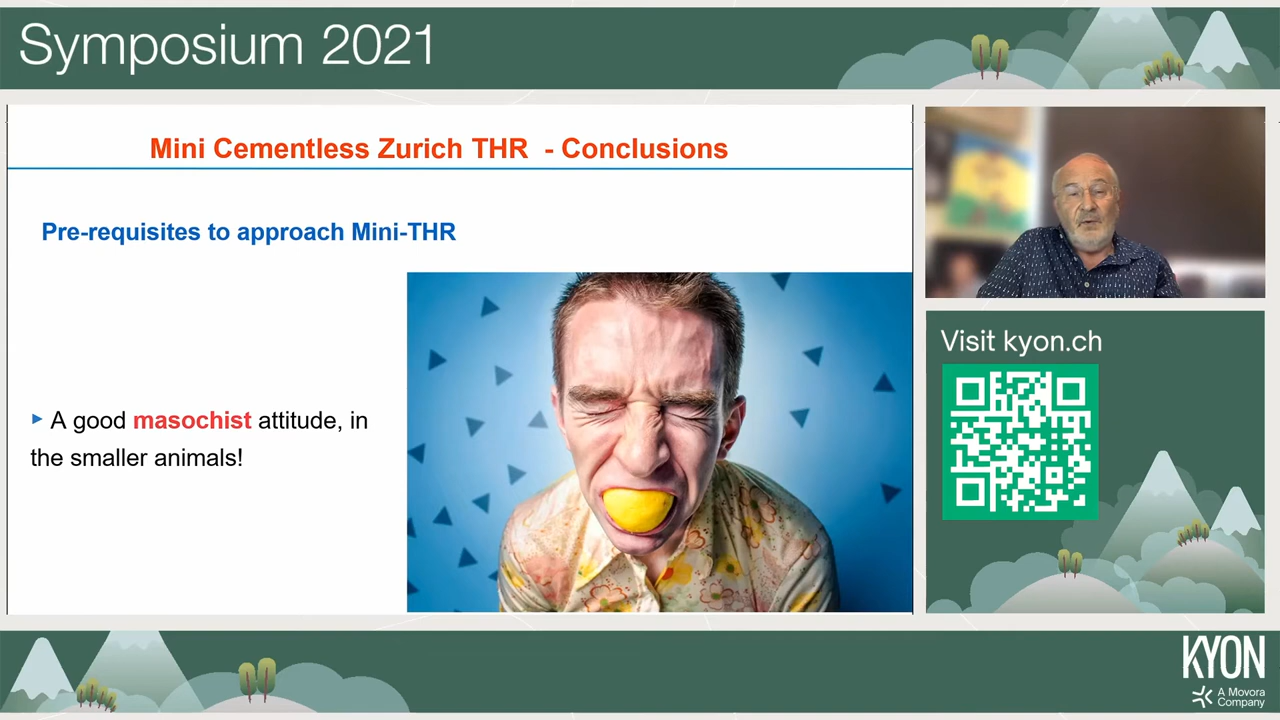 Symposium 2021
Mini Cementless Zurich THR - Conclusions
Pre-requisites to approach Mini-THR
A good masochist attitude, in
the smaller animals!
Visit kyon.ch
KYON
A Movora
Company